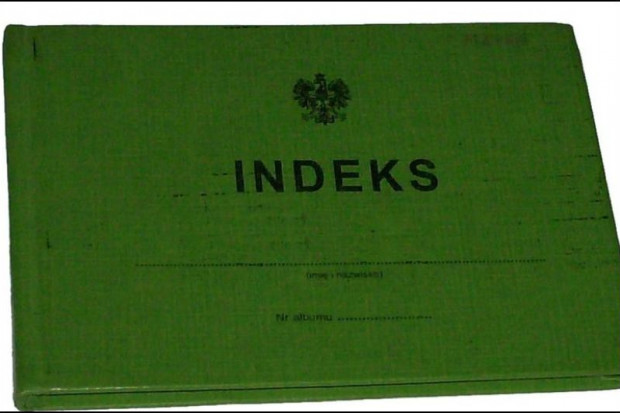 INDEKS
..............................
(imię i nazwisko)
Nr albumu ....................